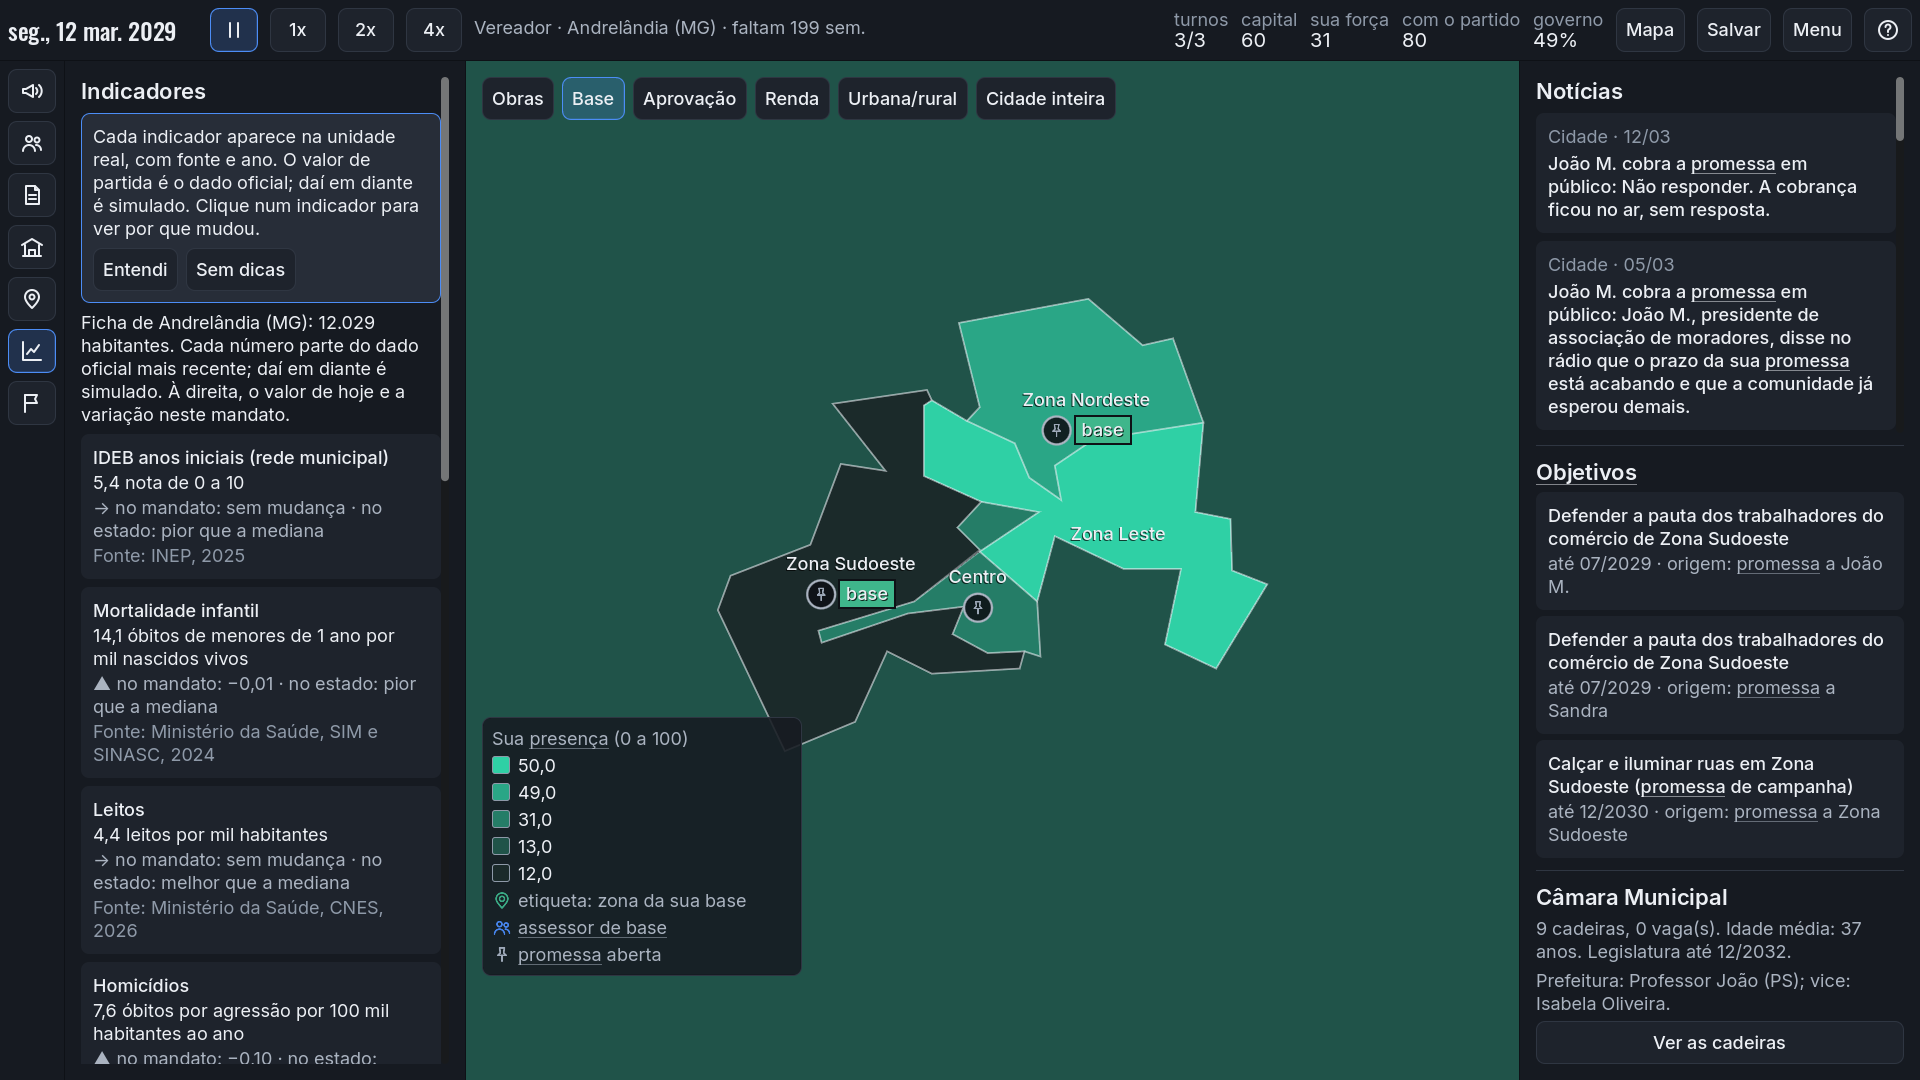 seg., 12 mar. 2029
1x
2x
4x
Vereador · Andrelândia (MG) · faltam 199 sem.
turnos
3/3
capital
60
sua força
31
com o partido
80
governo
49%
Mapa
Salvar
Menu
Indicadores
Cada indicador aparece na unidade
real, com fonte e ano. O valor de
partida é o dado oficial; daí em diante
é simulado. Clique num indicador para
ver por que mudou.
Entendi
Sem dicas
Ficha de Andrelândia (MG): 12.029
habitantes. Cada número parte do dado
oficial mais recente; daí em diante é
simulado. À direita, o valor de hoje e a
variação neste mandato.
IDEB anos iniciais (rede municipal)
5,4 nota de 0 a 10
→ no mandato: sem mudança · no
estado: pior que a mediana
Fonte: INEP, 2025
Mortalidade infantil
14,1 óbitos de menores de 1 ano por
mil nascidos vivos
▲ no mandato: −0,01 · no estado: pior
que a mediana
Fonte: Ministério da Saúde, SIM e
SINASC, 2024
Leitos
4,4 leitos por mil habitantes
→ no mandato: sem mudança · no
estado: melhor que a mediana
Fonte: Ministério da Saúde, CNES,
2026
Homicídios
7,6 óbitos por agressão por 100 mil
habitantes ao ano
▲ no mandato: −0,10 · no estado:
Obras
Base
Aprovação
Renda
Urbana/rural
Cidade inteira
Zona Nordeste
base
Zona Leste
Zona Sudoeste
base
Centro
Sua presença (0 a 100)
50,0
49,0
31,0
13,0
12,0
etiqueta: zona da sua base
assessor de base
promessa aberta
Notícias
Cidade · 12/03
João M. cobra a promessa em
público: Não responder. A cobrança
ficou no ar, sem resposta.
Cidade · 05/03
João M. cobra a promessa em
público: João M., presidente de
associação de moradores, disse no
rádio que o prazo da sua promessa
está acabando e que a comunidade já
esperou demais.
Objetivos
Defender a pauta dos trabalhadores do
comércio de Zona Sudoeste
até 07/2029 · origem: promessa a João
M.
Defender a pauta dos trabalhadores do
comércio de Zona Sudoeste
até 07/2029 · origem: promessa a
Sandra
Calçar e iluminar ruas em Zona
Sudoeste (promessa de campanha)
até 12/2030 · origem: promessa a Zona
Sudoeste
Câmara Municipal
9 cadeiras, 0 vaga(s). Idade média: 37
anos. Legislatura até 12/2032.
Prefeitura: Professor João (PS); vice:
Isabela Oliveira.
Ver as cadeiras